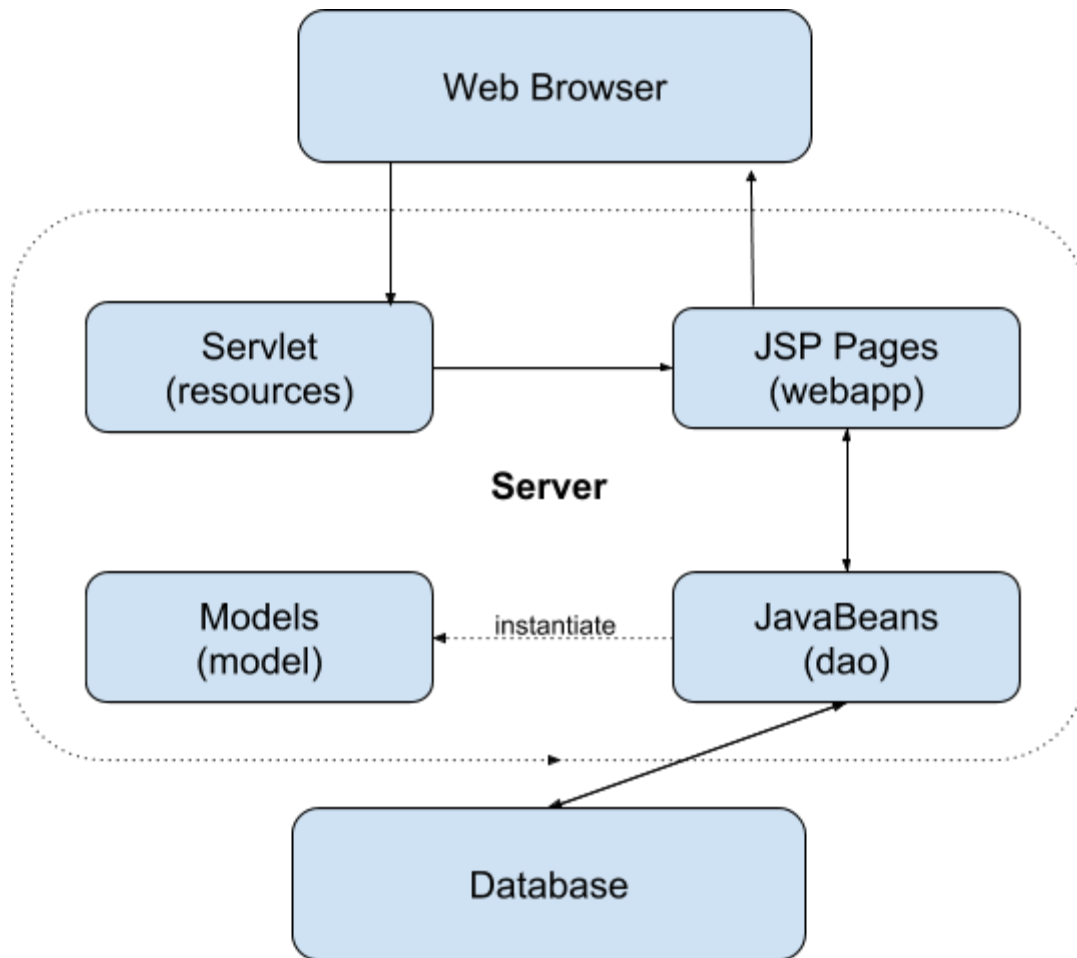 Web Browser
Servlet
(resources)
JSP Pages
(webapp)
Server
Models
(model)
instantiate
JavaBeans
(dao)
Database